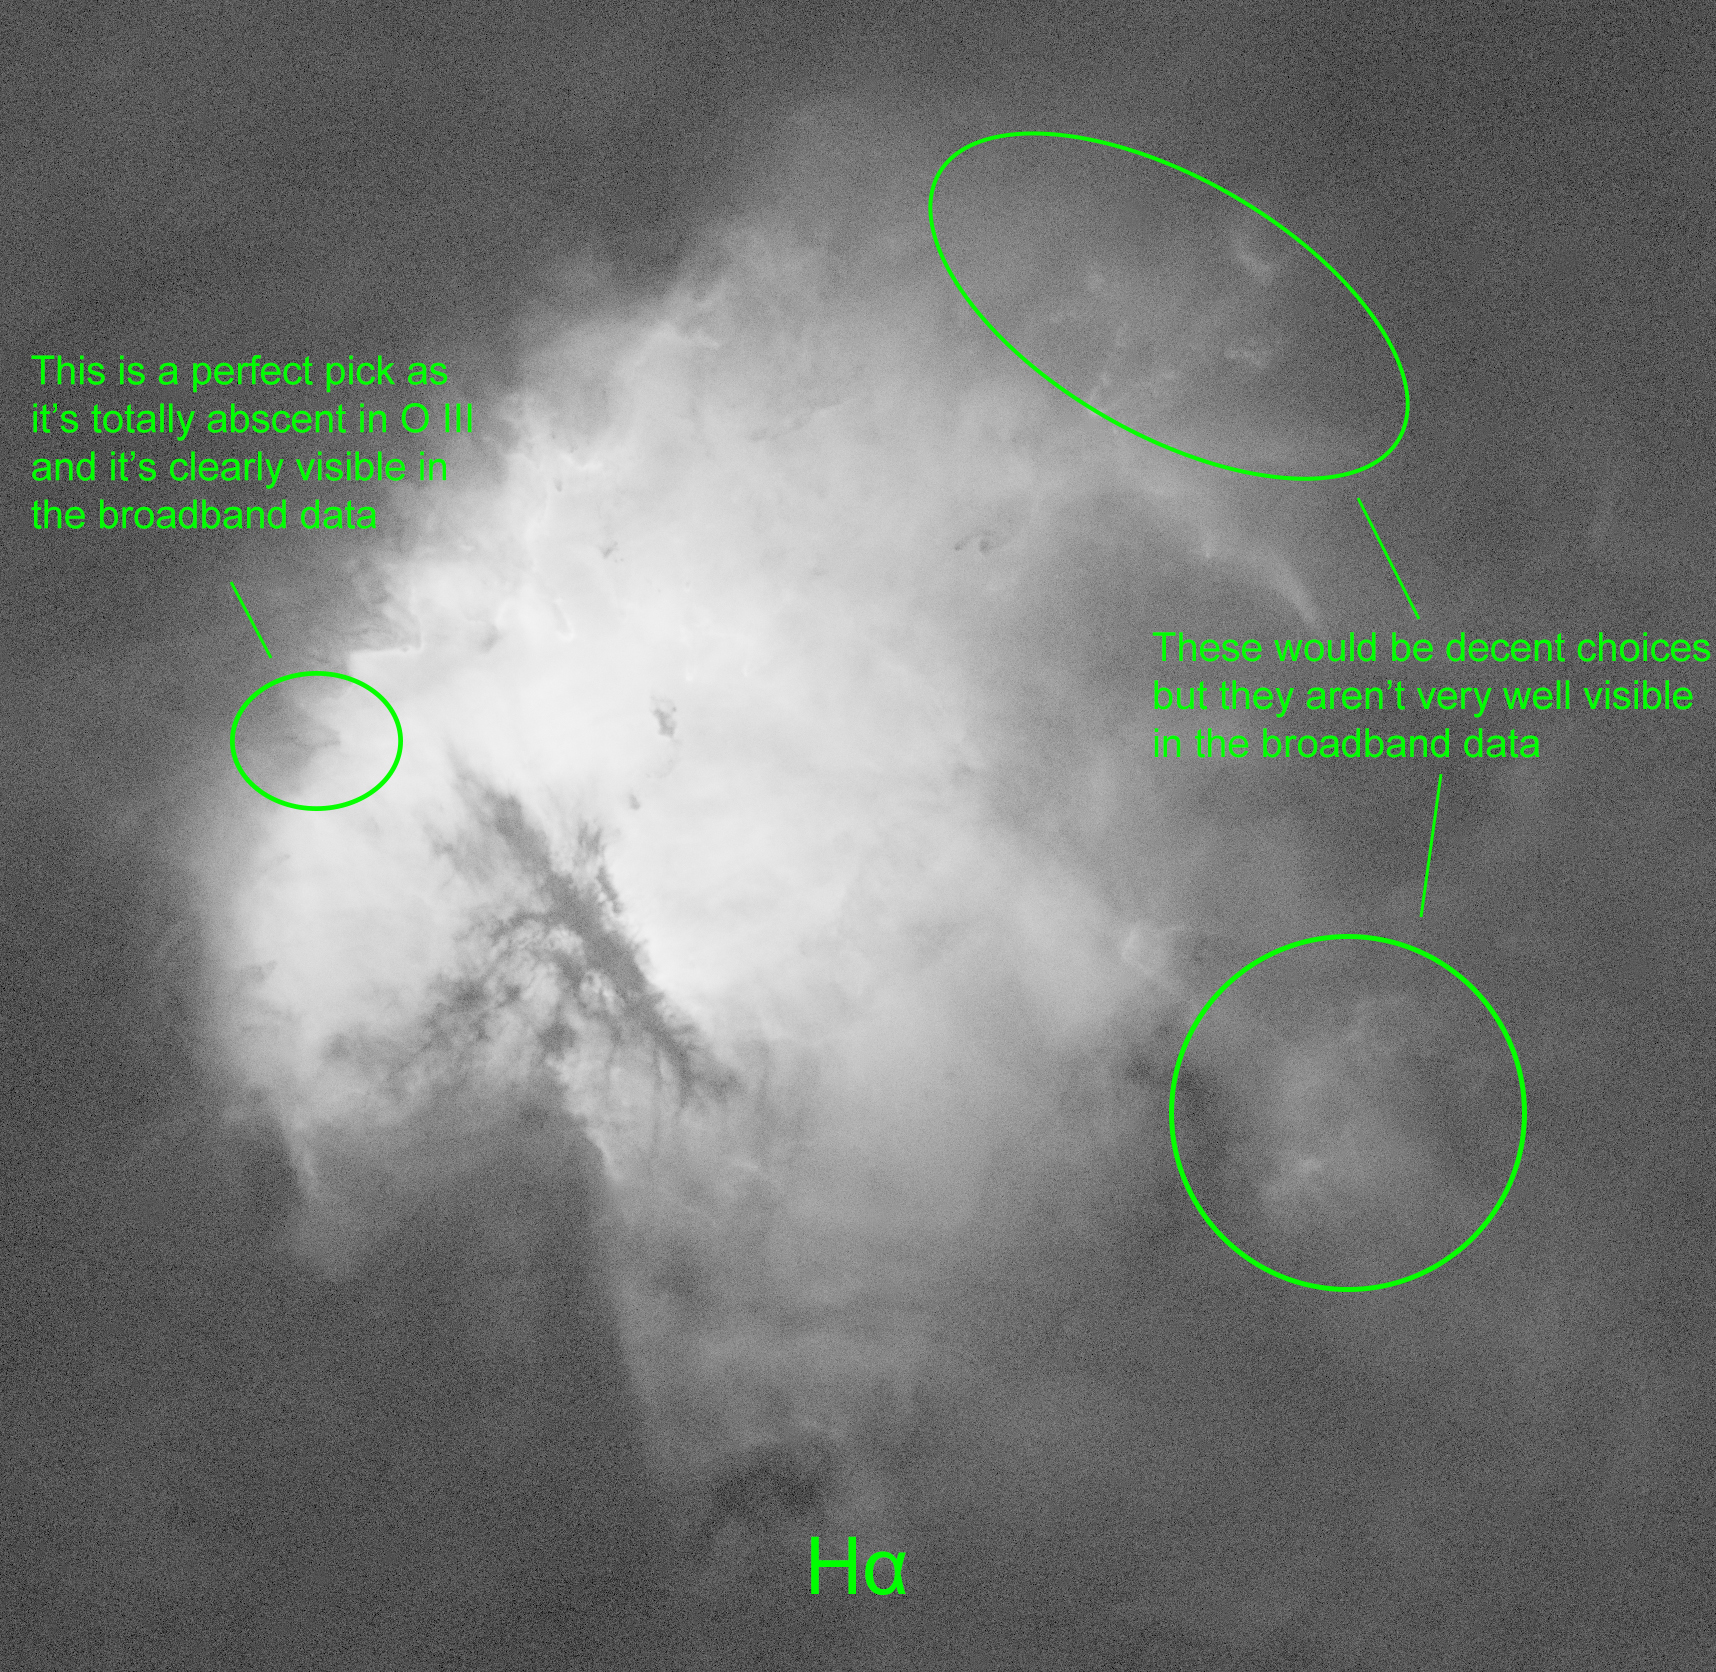 This is a perfect pick as
it's totally abscent in O III
and it's clearly visible in
the broadband data
These would be decent choices
but they aren't very well visible
in the broadband data
Hα